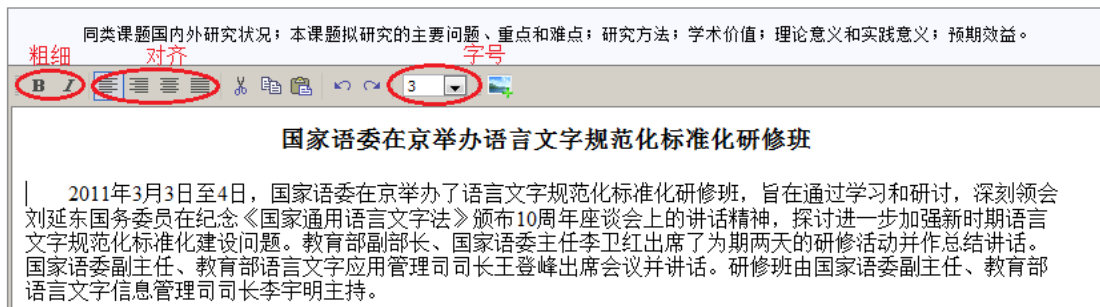 同类课题国内外研究状况；本课题拟研究的主要问题、重点和难点；研究方法；学术价值；理论意义和实践意义；预期效益。
粗细 对齐 字号
B I 3
国家语委在京举办语言文字规范化标准化研修班
2011年3月3日至4日，国家语委在京举办了语言文字规范化标准化研修班，旨在通过学习和研讨，深刻领会
刘延东国务委员在纪念《国家通用语言文字法》颁布10周年座谈会上的讲话精神，探讨进一步加强新时期语言
文字规范化标准化建设问题。教育部副部长、国家语委主任李卫红出席了为期两天的研修活动并作总结讲话。
国家语委副主任、教育部语言文字应用管理司司长王登峰出席会议并讲话。研修班由国家语委副主任、教育部
语言文字信息管理司司长李宇明主持。